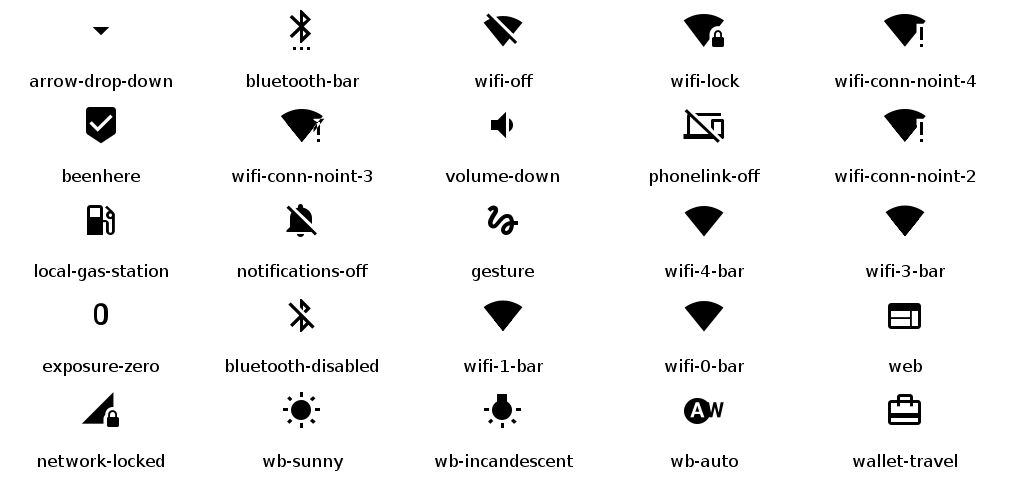 arrow-drop-down bluetooth-bar wifi-off wifi-lock wifi-conn-noint-4
beenhere wifi-conn-noint-3 volume-down phonelink-off wifi-conn-noint-2
local-gas-station notifications-off gesture wifi-4-bar wifi-3-bar
0
exposure-zero bluetooth-disabled wifi-1-bar wifi-0-bar web
AW
network-locked wb-sunny wb-incandescent wb-auto wallet-travel